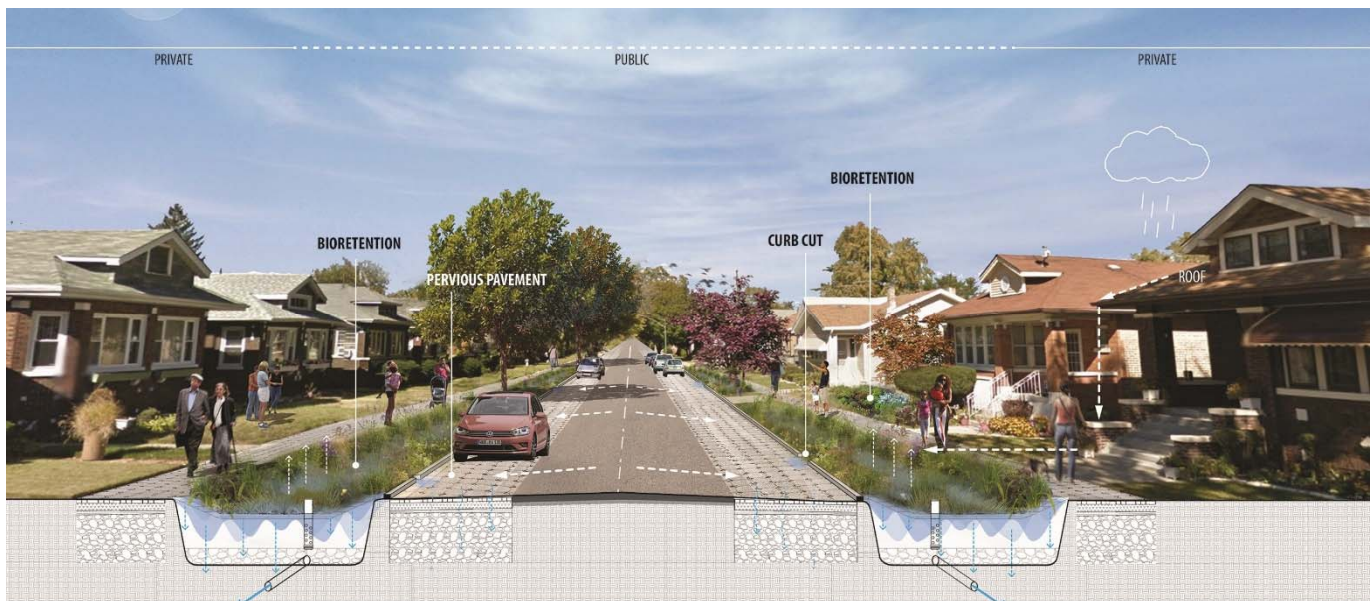 PRIVATE
PUBLIC
PRIVATE
BIORETENTION
CURB CUT
BIORETENTION
PERVIOUS PAVEMENT
ROOF